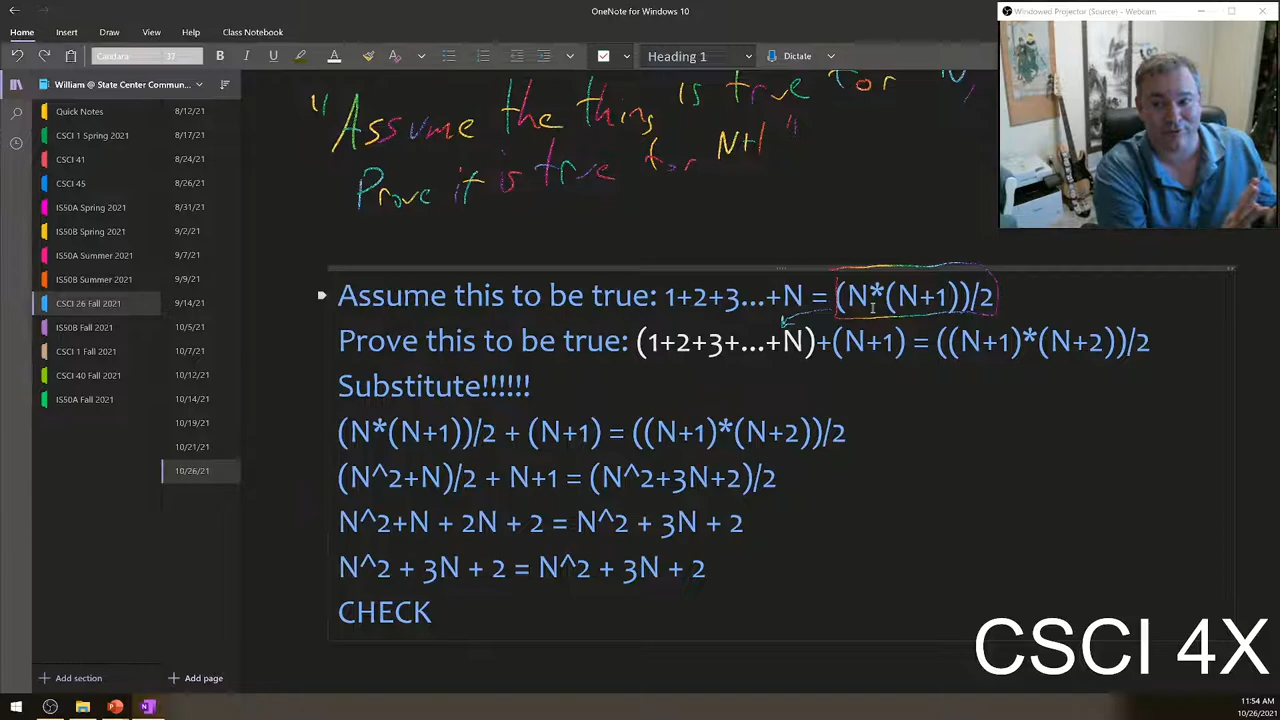 OneNote for Windows 10
Windowed Projector (Source) - Webcam
Home Insert Draw View Help Class Notebook
Candara 37 B I U A Heading 1 Dictate
William @ State Center Commun...
Quick Notes
CSCI 1 Spring 2021
CSCI 41
CSCI 45
IS50A Spring 2021
IS50B Spring 2021
IS50A Summer 2021
IS50B Summer 2021
CSCI 26 Fall 2021
IS50B Fall 2021
CSCI 1 Fall 2021
CSCI 40 Fall 2021
IS50A Fall 2021
8/12/21
8/17/21
8/24/21
8/26/21
8/31/21
9/2/21
9/7/21
9/9/21
9/14/21
10/5/21
10/7/21
10/12/21
10/14/21
10/19/21
10/21/21
10/26/21
"Assume the thing is true for N,
Prove it is true for N+1"
Assume this to be true: 1+2+3...+N = (N*(N+1))/2
Prove this to be true: (1+2+3+...+N)+(N+1) = ((N+1)*(N+2))/2
Substitute!!!!!!
(N*(N+1))/2 + (N+1) = ((N+1)*(N+2))/2
(N^2+N)/2 + N+1 = (N^2+3N+2)/2
N^2+N + 2N + 2 = N^2 + 3N + 2
N^2 + 3N + 2 = N^2 + 3N + 2
CHECK
CSCI 4X
+ Add section
+ Add page
11:54 AM
10/26/2021